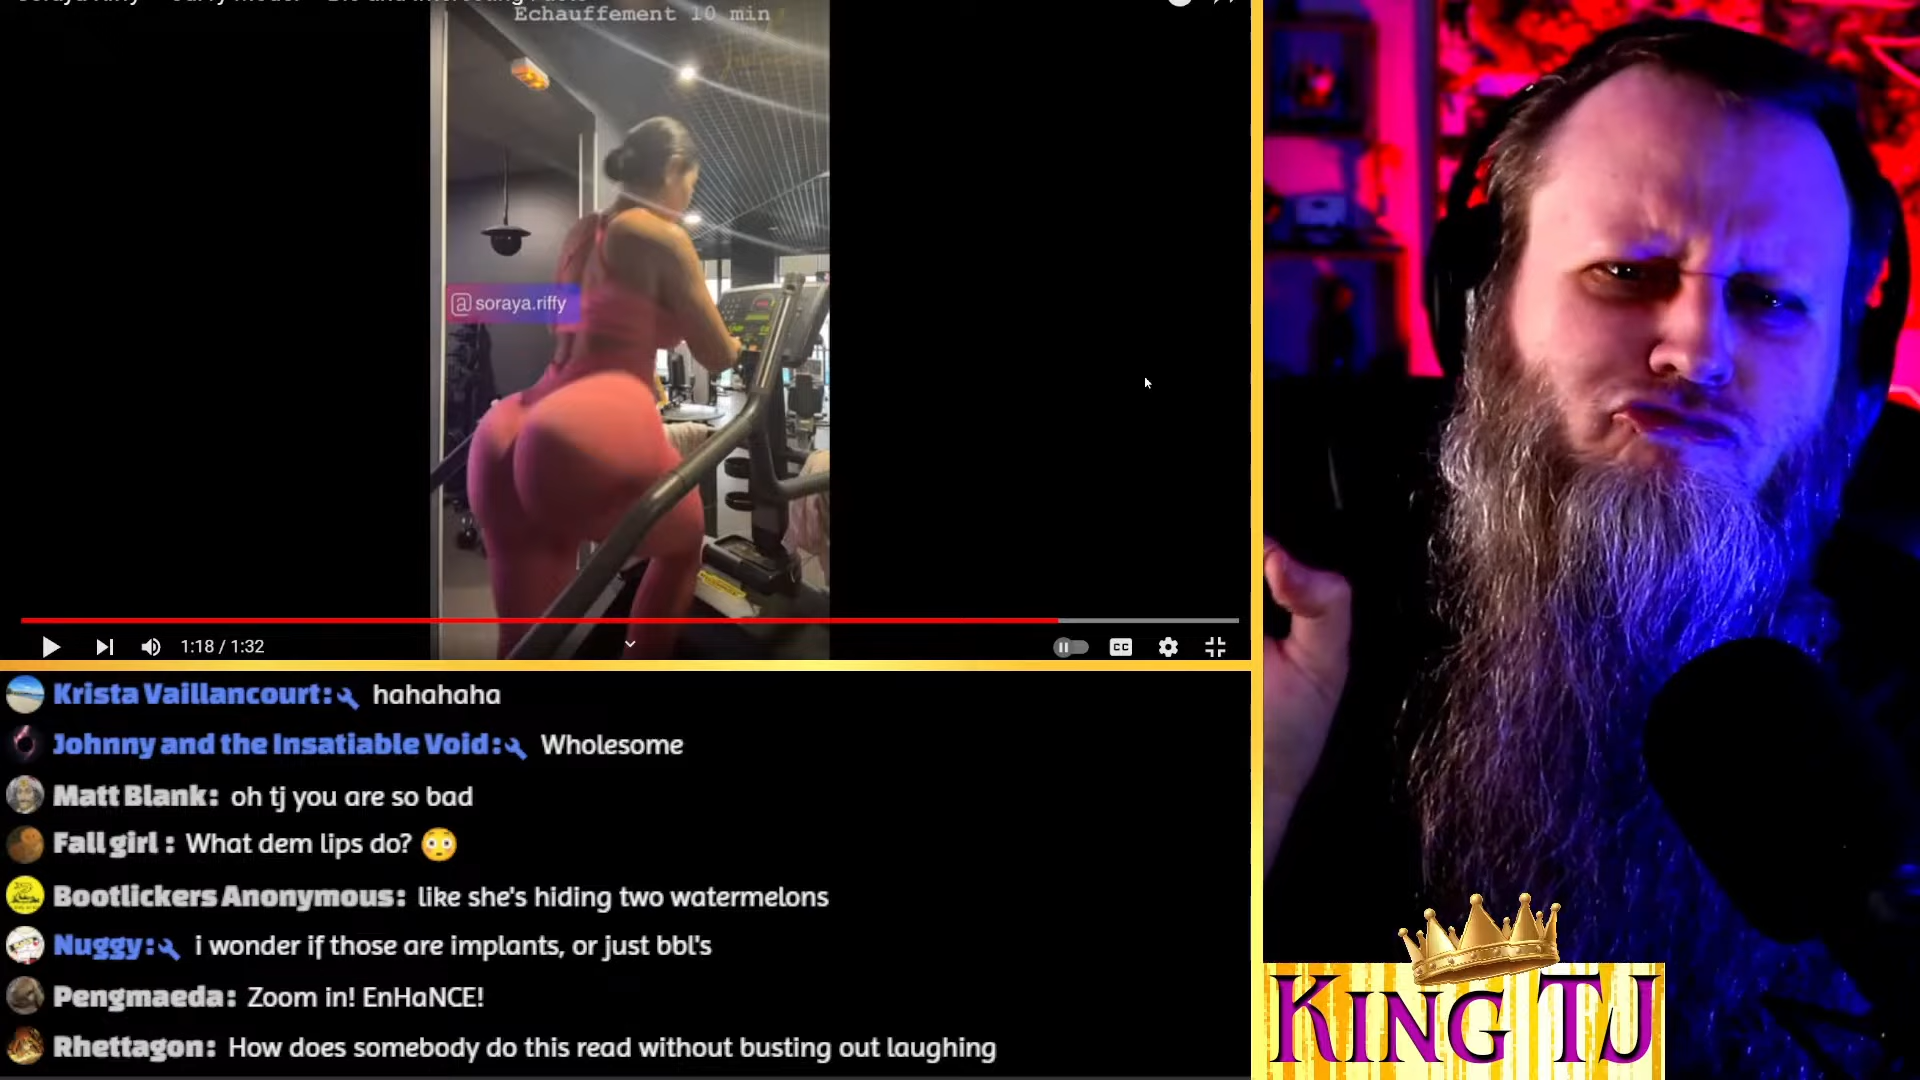 Echauffement 10 min
@soraya.riffy
1:18 / 1:32
CC
Krista Vaillancourt: hahahaha
Johnny and the Insatiable Void: Wholesome
Matt Blank: oh tj you are so bad
Fall girl : What dem lips do? 😳
Bootlickers Anonymous: like she's hiding two watermelons
Nuggy: i wonder if those are implants, or just bbl's
Pengmaeda: Zoom in! EnHaNCE!
Rhettagon: How does somebody do this read without busting out laughing
KING TJ